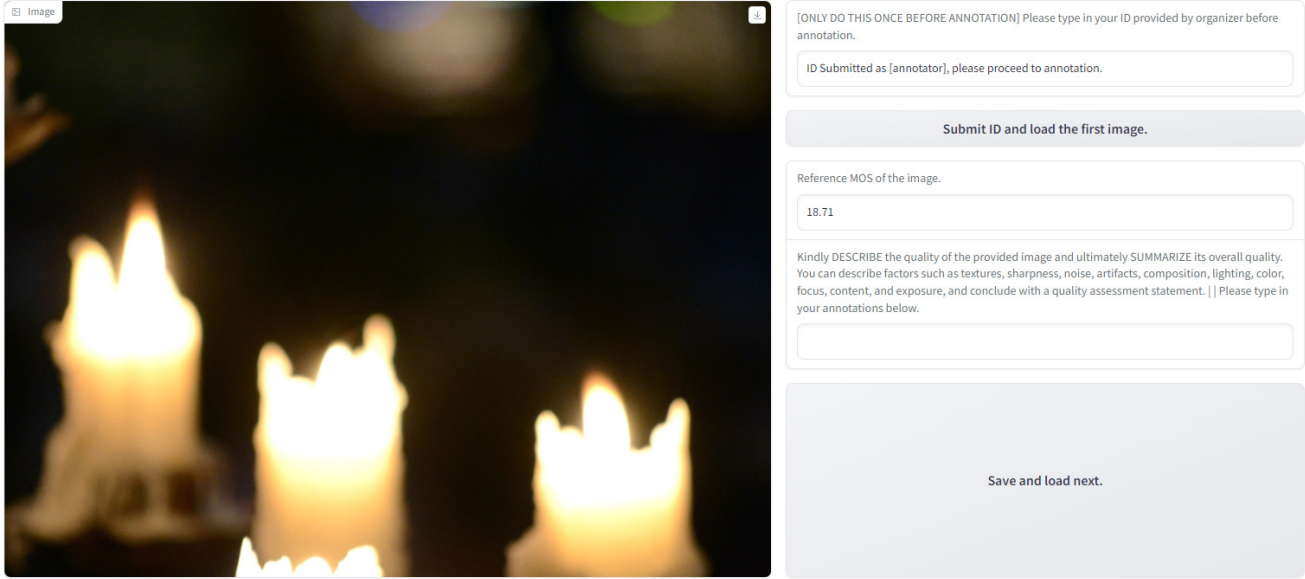 Image
[ONLY DO THIS ONCE BEFORE ANNOTATION] Please type in your ID provided by organizer before
annotation.
ID Submitted as [annotator], please proceed to annotation.
Submit ID and load the first image.
Reference MOS of the image.
18.71
Kindly DESCRIBE the quality of the provided image and ultimately SUMMARIZE its overall quality.
You can describe factors such as textures, sharpness, noise, artifacts, composition, lighting, color,
focus, content, and exposure, and conclude with a quality assessment statement. | | Please type in
your annotations below.
Save and load next.